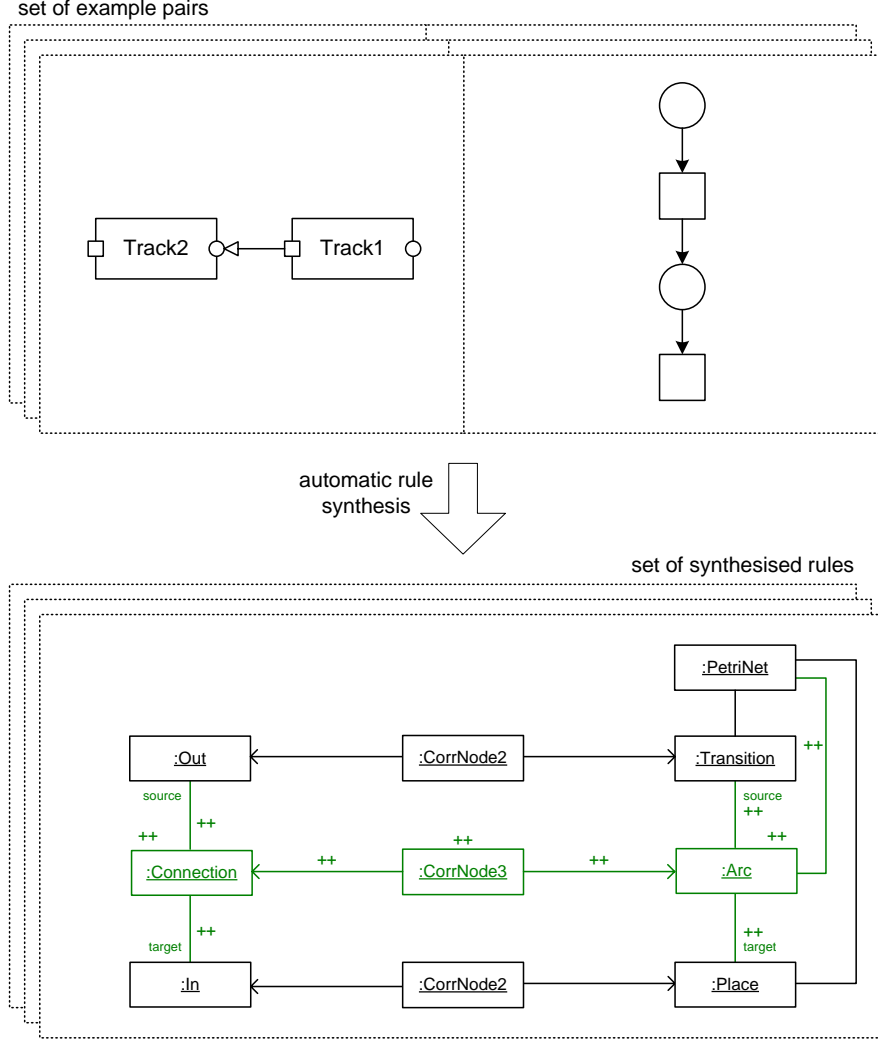 set of example pairs
Track2
Track1
automatic rule
synthesis
set of synthesised rules
:PetriNet
:Out
:CorrNode2
:Transition
++
source
++
source
++
++
++
++
++
:Connection
++
:CorrNode3
++
:Arc
++
target
++
target
:In
:CorrNode2
:Place